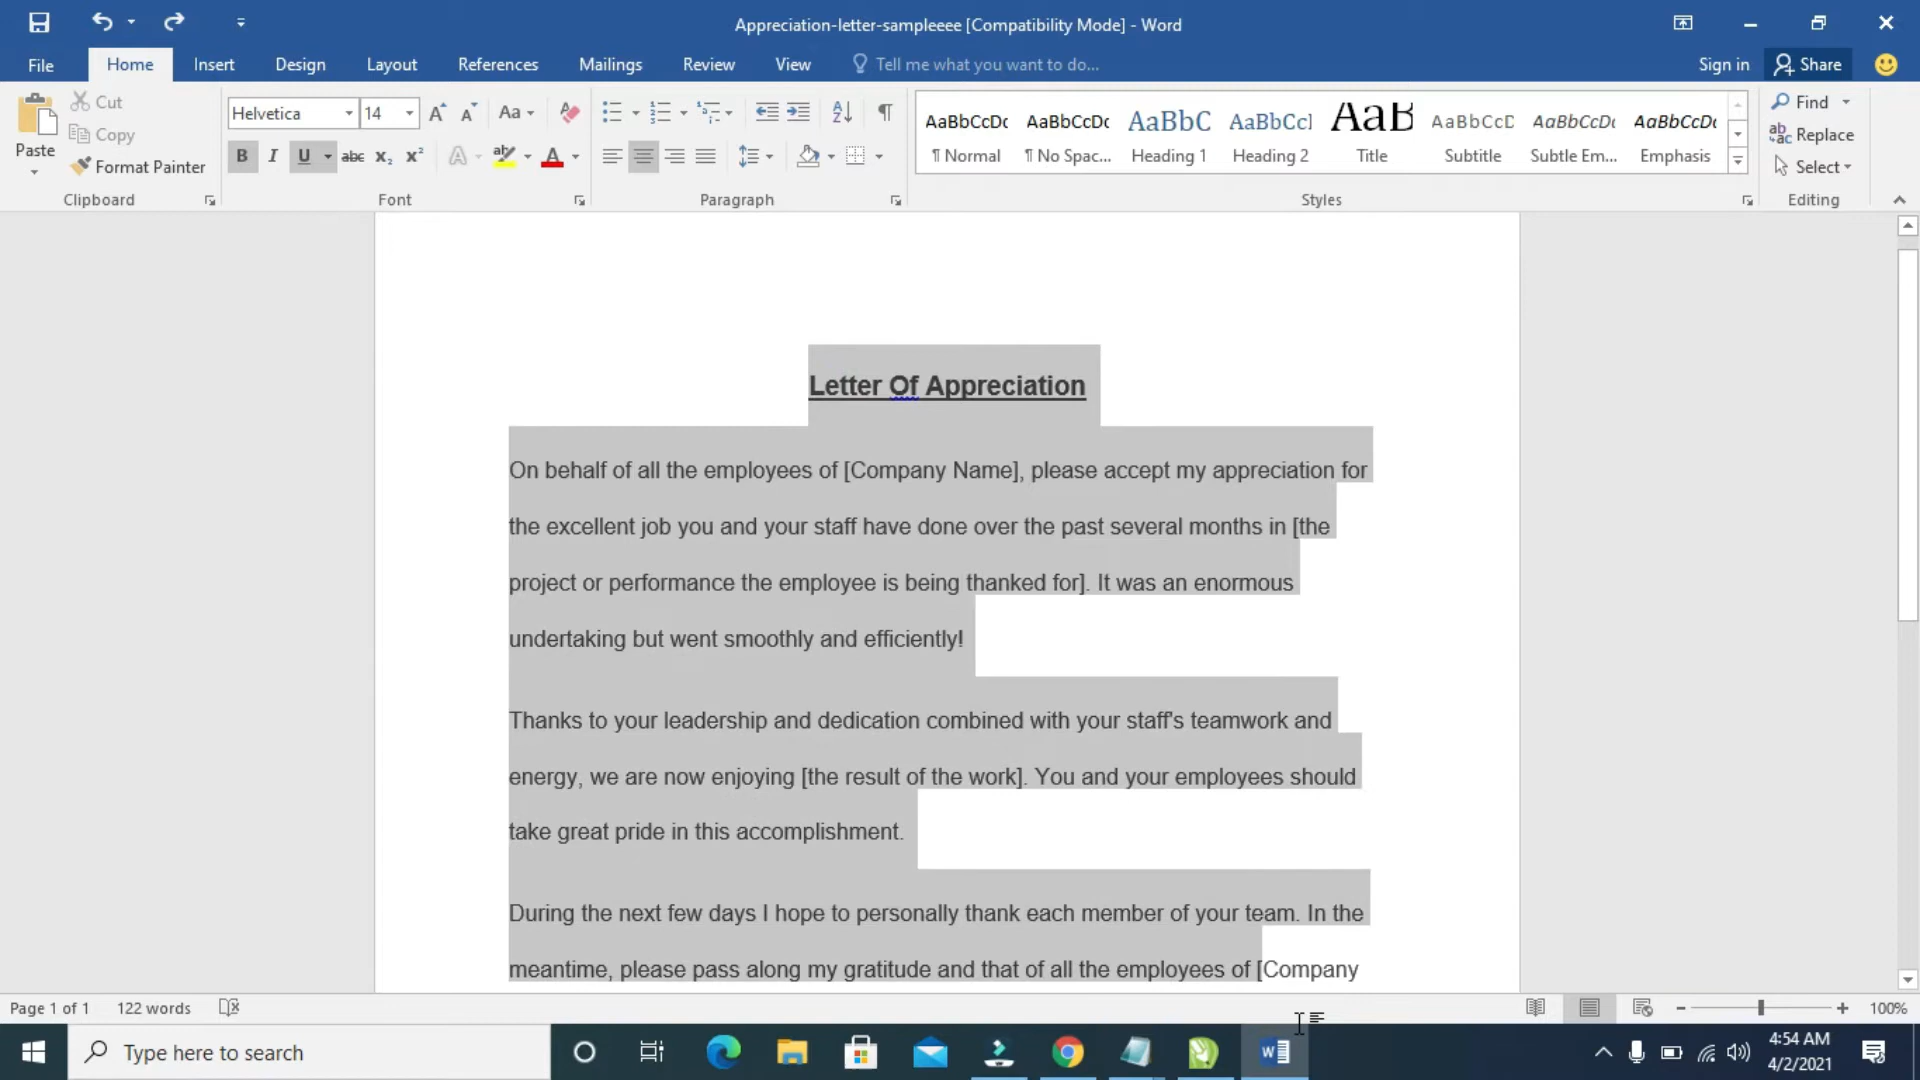 Appreciation-letter-sampleeee [Compatibility Mode] - Word
File Home Insert Design Layout References Mailings Review View Tell me what you want to do... Sign in Share
Paste
Cut
Copy
Format Painter
Clipboard
Helvetica 14 Aa
B I U abc X₂ X² A A
Font
Paragraph
AaBbCcDc AaBbCcDc AaBbC AaBbCcI AaB AaBbCcD AaBbCcDc AaBbCcDc
¶ Normal ¶ No Spac... Heading 1 Heading 2 Title Subtitle Subtle Em... Emphasis
Styles
Find
Replace
Select
Editing
Letter Of Appreciation
On behalf of all the employees of [Company Name], please accept my appreciation for
the excellent job you and your staff have done over the past several months in [the
project or performance the employee is being thanked for]. It was an enormous
undertaking but went smoothly and efficiently!
Thanks to your leadership and dedication combined with your staff's teamwork and
energy, we are now enjoying [the result of the work]. You and your employees should
take great pride in this accomplishment.
During the next few days I hope to personally thank each member of your team. In the
meantime, please pass along my gratitude and that of all the employees of [Company
Page 1 of 1 122 words 100%
Type here to search
4:54 AM
4/2/2021